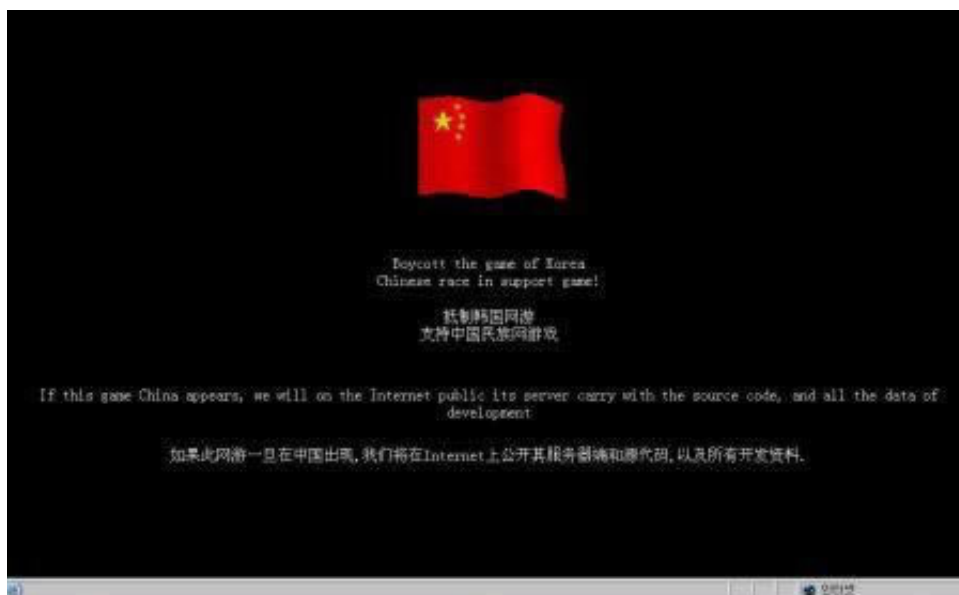 Boycott the game of Korea
Chinese race in support game!
抵制韩国网游
支持中国民族网游戏
If this game China appears, we will on the Internet public its server carry with the source code, and all the data of
development
如果此网游一旦在中国出现,我们将在Internet上公开其服务器端和源代码,以及所有开发资料.
인터넷